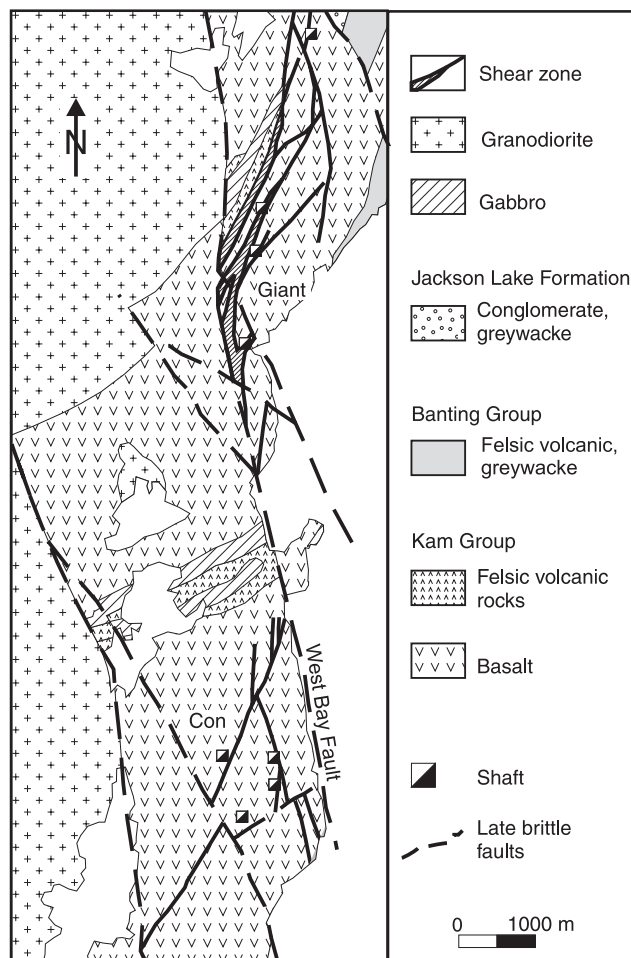 N
Giant
Con
West Bay Fault
Shear zone
Granodiorite
Gabbro
Jackson Lake Formation
Conglomerate,
greywacke
Banting Group
Felsic volcanic,
greywacke
Kam Group
Felsic volcanic
rocks
Basalt
Shaft
Late brittle
faults
0 1000 m